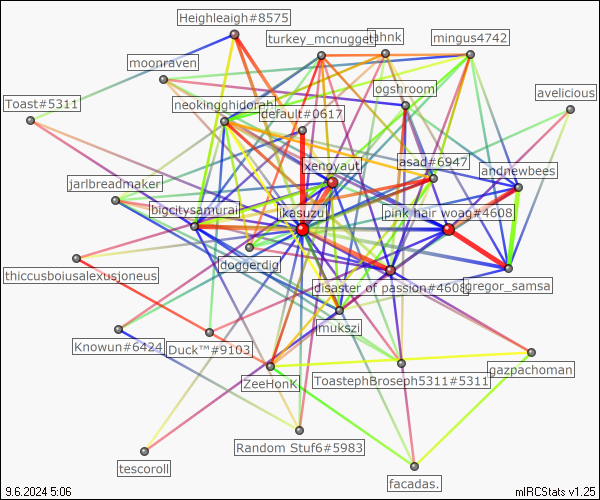 Heighleigh#8575
turkey_mcnugget
ahnk
mingus4742
moonraven
ogshroom
avelicious
Toast#5311
neokingghidorah
default#0617
xenoyaut
asad#6947
andnewbees
jarlbreadmaker
bigcitysamurai
ikasuzu
pink hair woag#4608
doggerdig
thiccusboiusalexusjoneus
disaster of passion#4608
gregor_samsa
mukszi
Knowun#6424
Duck™#9103
ZeeHonK
ToastephBroseph5311#5311
gazpachoman
Random Stuf6#5983
tescoroll
facadas.
9.6.2024 5:06
mIRCStats v1.25